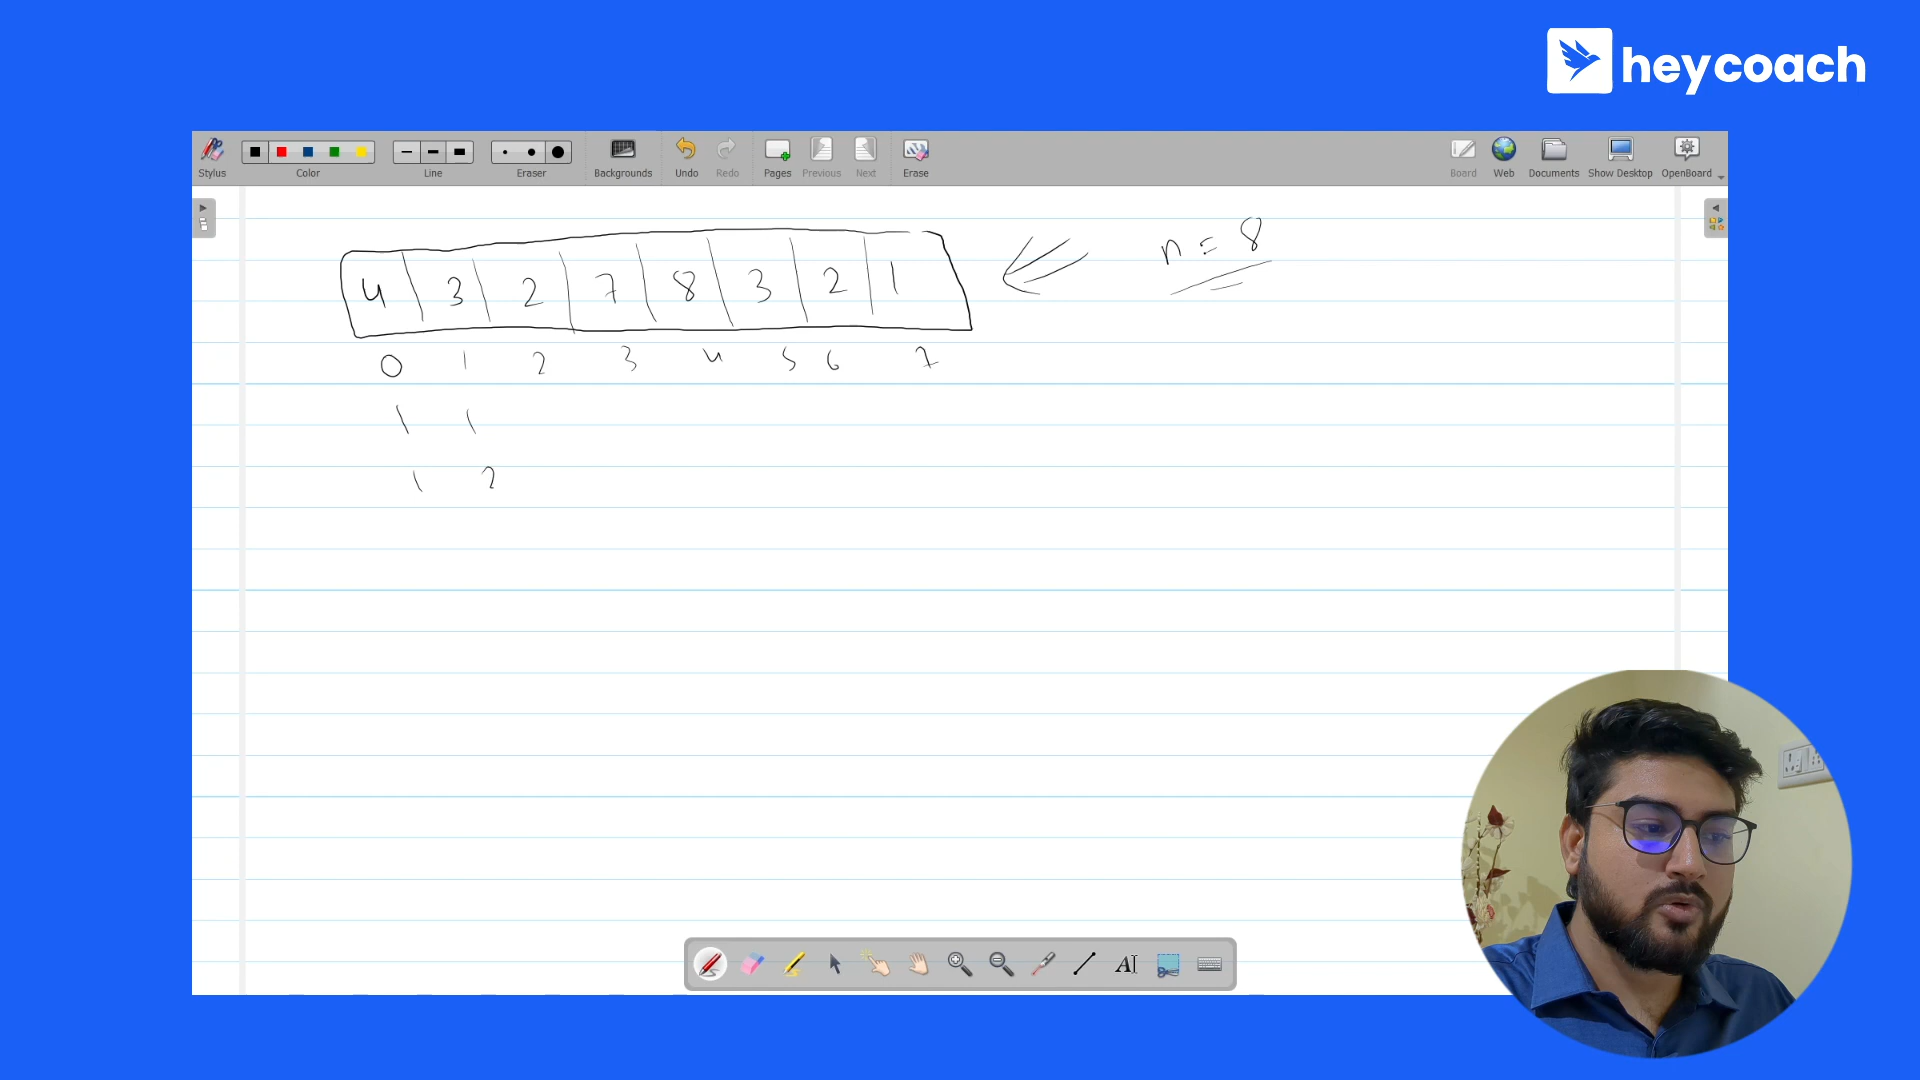 heycoach
Stylus Color Line Eraser Backgrounds Undo Redo Pages Previous Next Erase Board Web Documents Show Desktop OpenBoard
n = 8
4 3 2 7 8 3 2 1
0 1 2 3 4 5 6 7
1 1
1 2
A